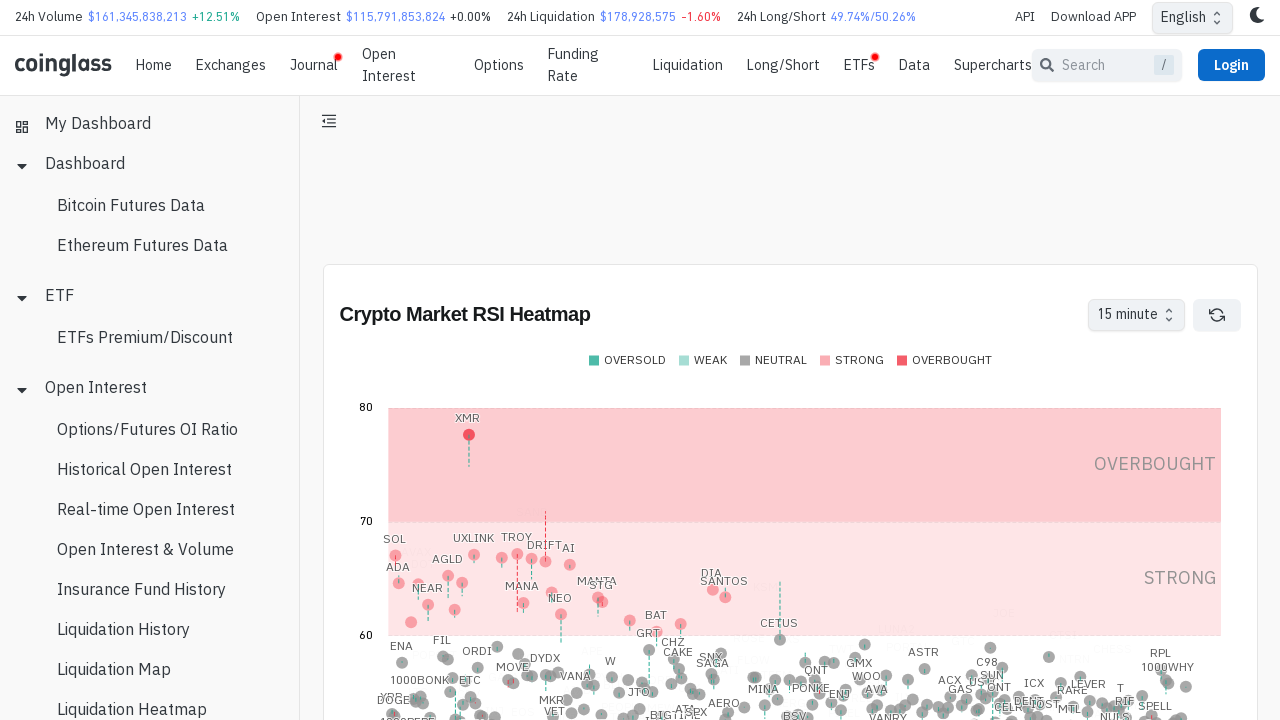 24h Volume $161,345,838,213 +12.51% Open Interest $115,791,853,824 +0.00% 24h Liquidation $178,928,575 -1.60% 24h Long/Short 49.74%/50.26% API Download APP English
coinglass Home Exchanges Journal Open Interest Options Funding Rate Liquidation Long/Short ETFs Data Supercharts Search / Login
My Dashboard
Dashboard
Bitcoin Futures Data
Ethereum Futures Data
ETF
ETFs Premium/Discount
Open Interest
Options/Futures OI Ratio
Historical Open Interest
Real-time Open Interest
Open Interest & Volume
Insurance Fund History
Liquidation History
Liquidation Map
Liquidation Heatmap
Crypto Market RSI Heatmap 15 minute
OVERSOLD WEAK NEUTRAL STRONG OVERBOUGHT
80
XMR
OVERBOUGHT
70
SOL UXLINK TROY DRIFT AI
ADA AGLD STRONG
NEAR MANA NEO MANTA STG DIA SANTOS
60
BAT CETUS
ENA FIL GRT CHZ
ORDI DYDX W CAKE SNX SAGA GMX ASTR C98 RPL
MOVE VANA ONT WOO ACX SUN 1000WHY
1000BONK ETC JTO MINA PONKE AVA GAS ICX LEVER T
XRP DOGE MKR VET AERO RARE RIF SPELL
BIGTIME BSV VANRY CELR MTL NULS